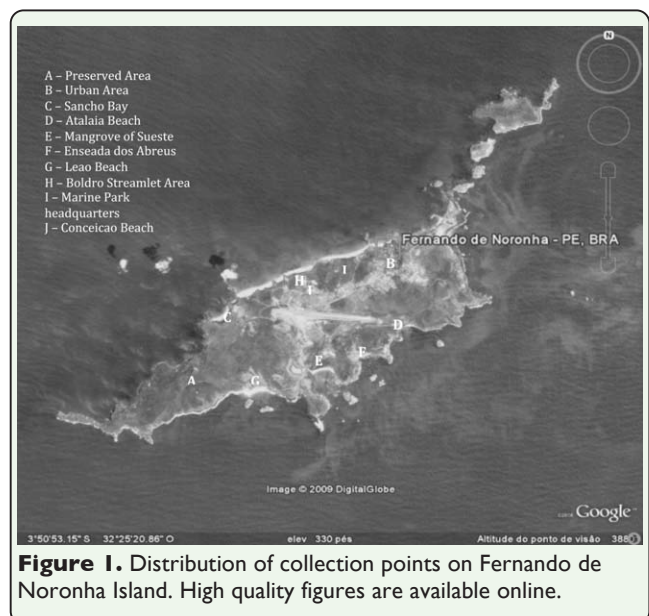 N
A – Preserved Area
B – Urban Area
C – Sancho Bay
D – Atalaia Beach
E – Mangrove of Sueste
F – Enseada dos Abreus
G – Leao Beach
H – Boldro Streamlet Area
I – Marine Park
headquarters
J – Conceicao Beach
Fernando de Noronha - PE, BRA
B
I
H
C
D
F
E
A
G
Image © 2009 DigitalGlobe
Google
3°50'53.15" S 32°25'20.86" O elev 330 pés Altitude do ponto de visão
Figure 1. Distribution of collection points on Fernando de
Noronha Island. High quality figures are available online.